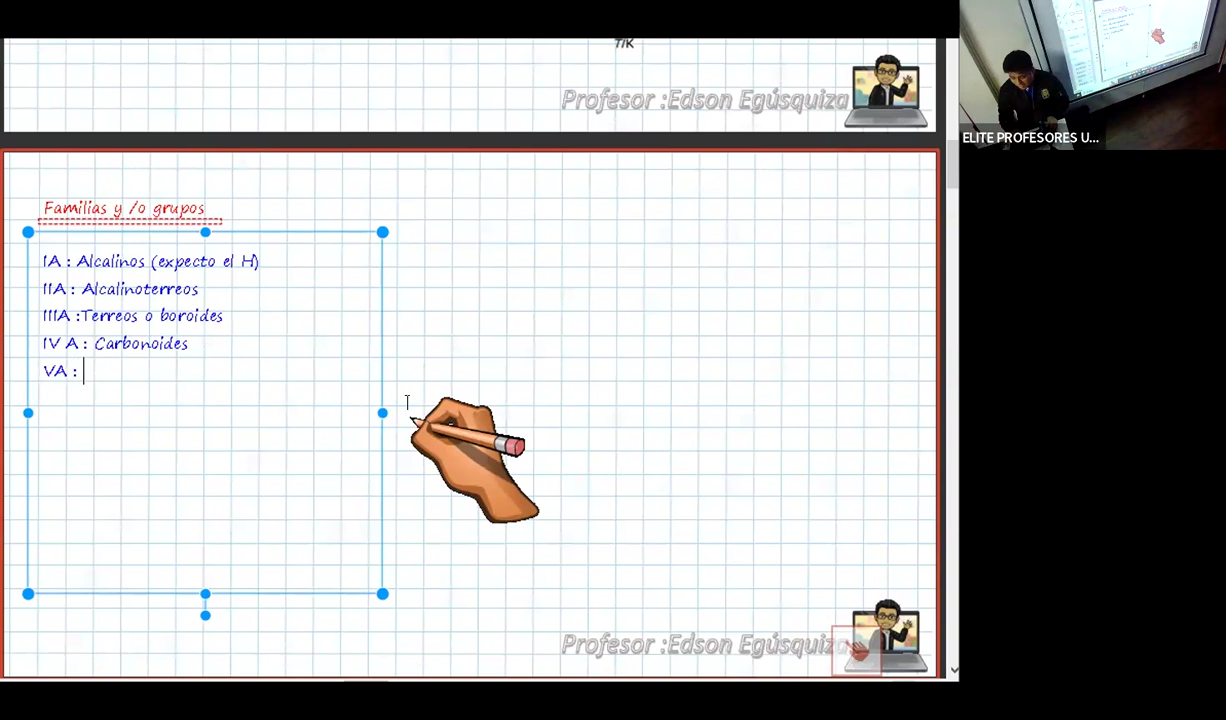 T/K
Profesor :Edson Egúsquiza
ELITE PROFESORES U...
Familias y /o grupos
IA : Alcalinos (expecto el H)
IIA : Alcalinoterreos
IIIA :Terreos o boroides
IV A : Carbonoides
VA :
Profesor :Edson Egúsquiza